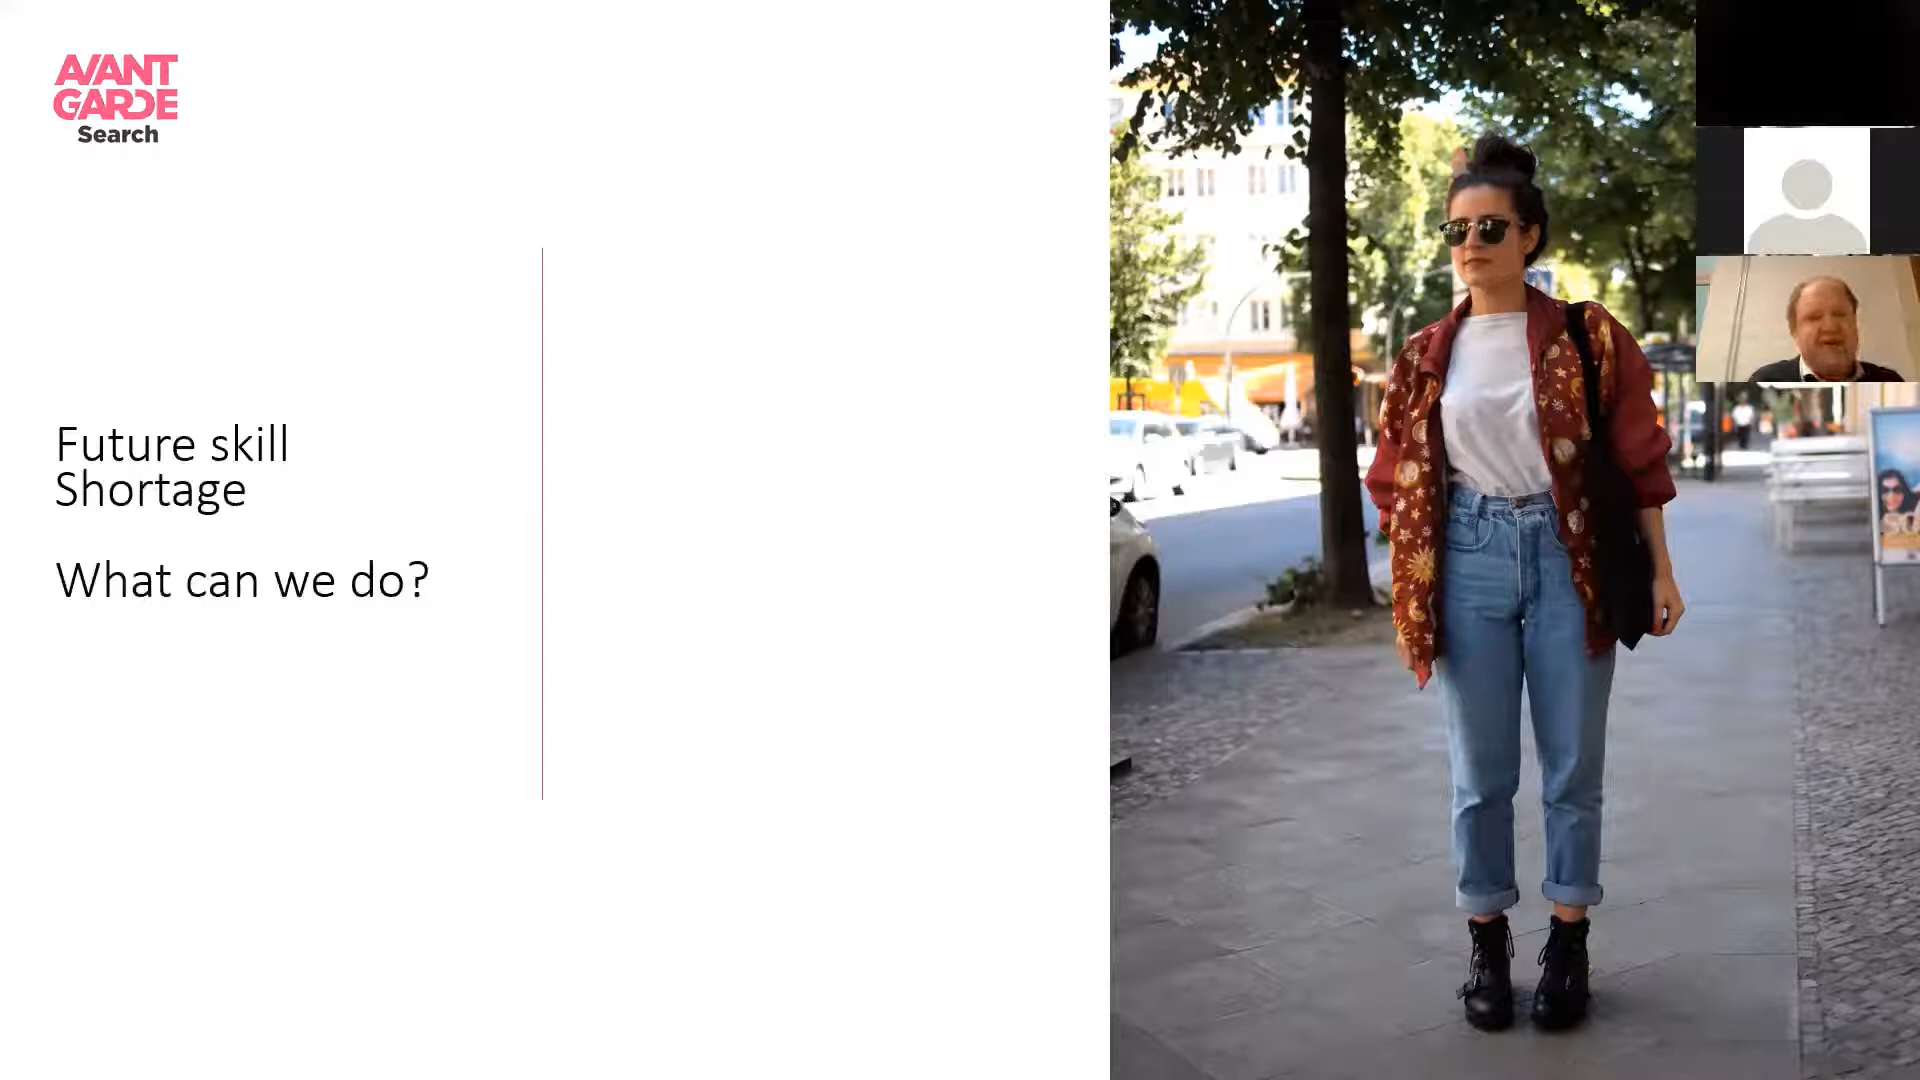 AVANT
GARDE
Search
Future skill
Shortage
What can we do?